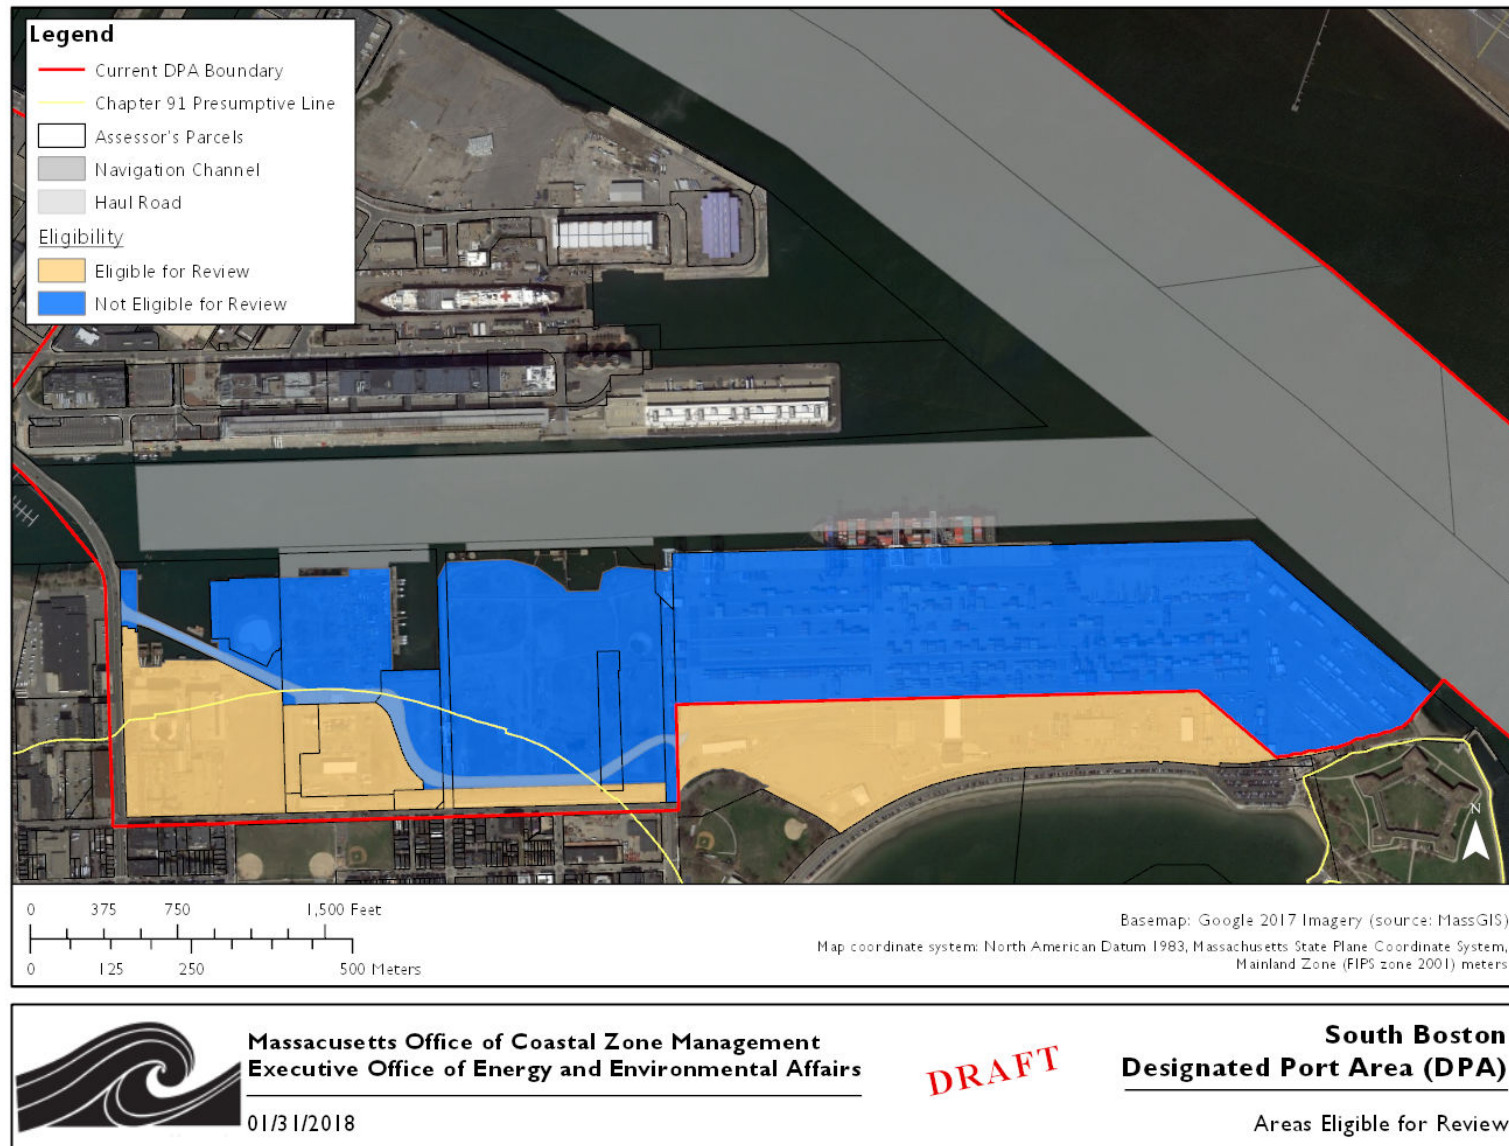 Legend
Current DPA Boundary
Chapter 91 Presumptive Line
Assessor's Parcels
Navigation Channel
Haul Road
Eligibility
Eligible for Review
Not Eligible for Review
N
0 375 750 1,500 Feet
0 125 250 500 Meters
Basemap: Google 2017 Imagery (source: MassGIS)
Map coordinate system: North American Datum 1983, Massachusetts State Plane Coordinate System,
Mainland Zone (FIPS zone 2001) meters
Massachusetts Office of Coastal Zone Management
Executive Office of Energy and Environmental Affairs
01/31/2018
DRAFT
South Boston
Designated Port Area (DPA)
Areas Eligible for Review